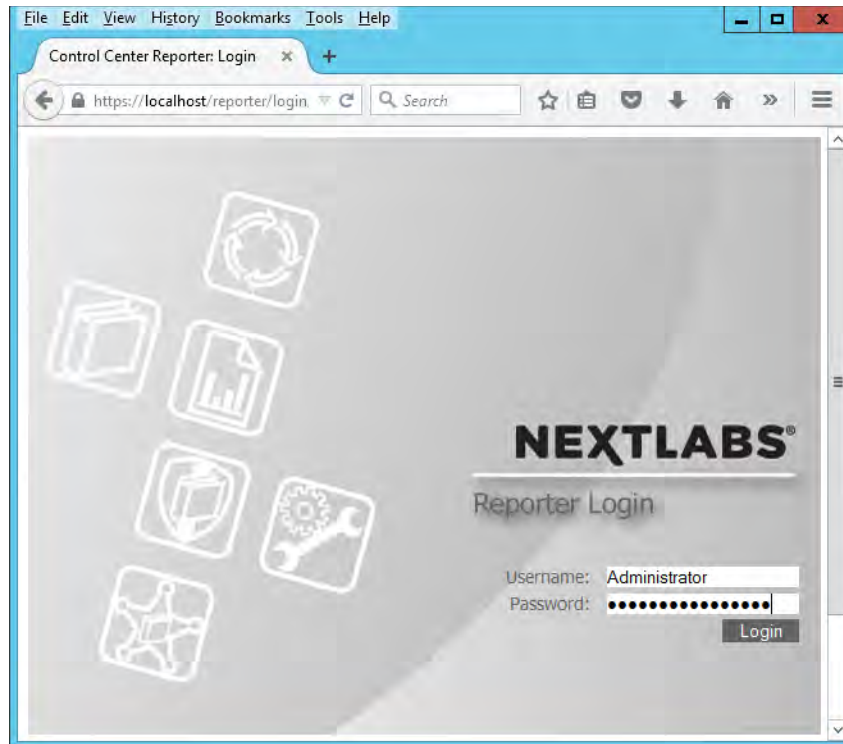 File Edit View History Bookmarks Tools Help
Control Center Reporter: Login
https://localhost/reporter/login. Search
NEXTLABS®
Reporter Login
Username: Administrator
Password: ●●●●●●●●●●●●●●●●
Login